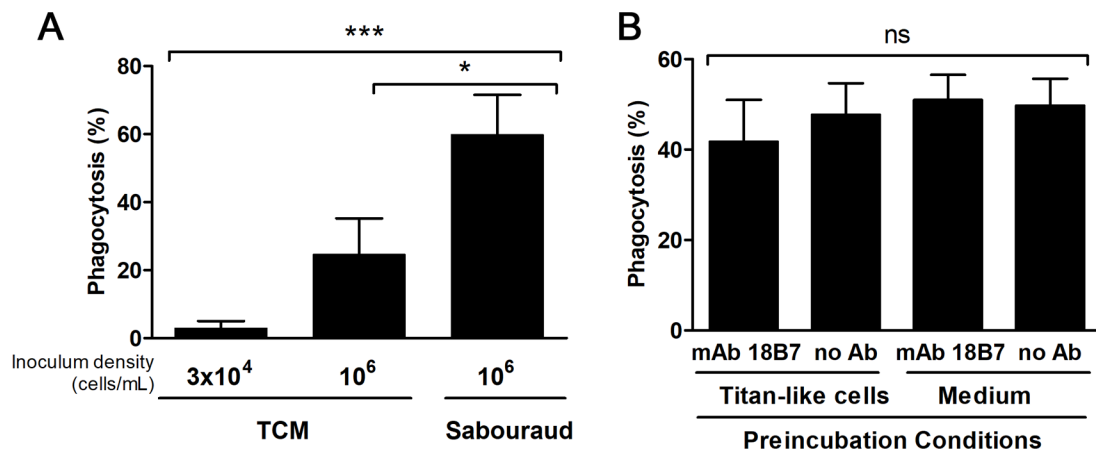 A
***
*
80
60
40
20
0
Phagocytosis (%)
Inoculum density
(cells/mL)
3x10⁴
10⁶
10⁶
TCM
Sabouraud
B
ns
60
40
20
0
Phagocytosis (%)
mAb 18B7
no Ab
mAb 18B7
no Ab
Titan-like cells
Medium
Preincubation Conditions